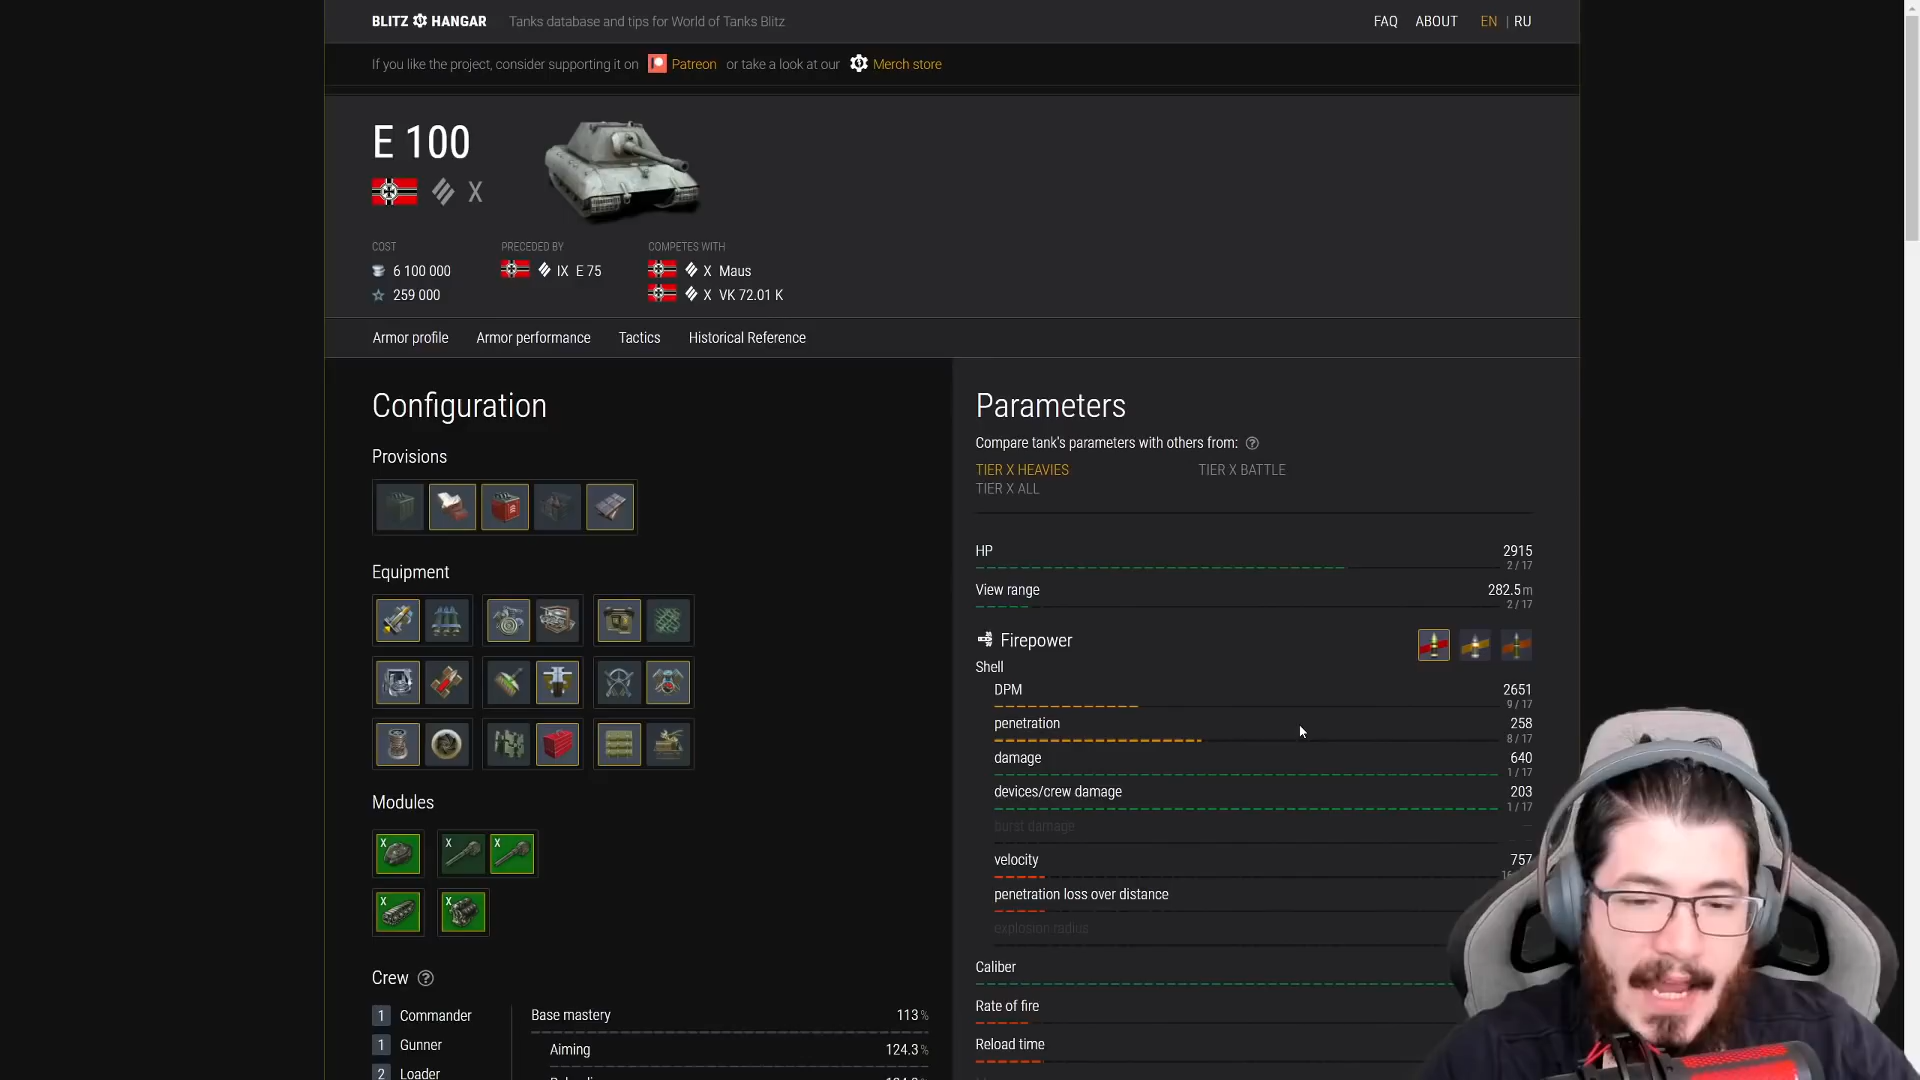 BLITZ HANGAR Tanks database and tips for World of Tanks Blitz FAQ ABOUT EN | RU
If you like the project, consider supporting it on Patreon or take a look at our Merch store
E 100
X
COST PRECEDED BY COMPETES WITH
6 100 000 IX E 75 X Maus
259 000 X VK 72.01 K
Armor profile Armor performance Tactics Historical Reference
Configuration
Provisions
Equipment
Modules
X X X
X X
Crew ?
1 Commander
1 Gunner
2 Loader
Base mastery 113 %
Aiming 124.3 %
Parameters
Compare tank's parameters with others from: ?
TIER X HEAVIES TIER X BATTLE
TIER X ALL
HP 2915
2 / 17
View range 282.5 m
2 / 17
Firepower
Shell
DPM 2651
9 / 17
penetration 258
8 / 17
damage 640
1 / 17
devices/crew damage 203
1 / 17
burst damage
velocity 757
penetration loss over distance
explosion radius
Caliber
Rate of fire
Reload time